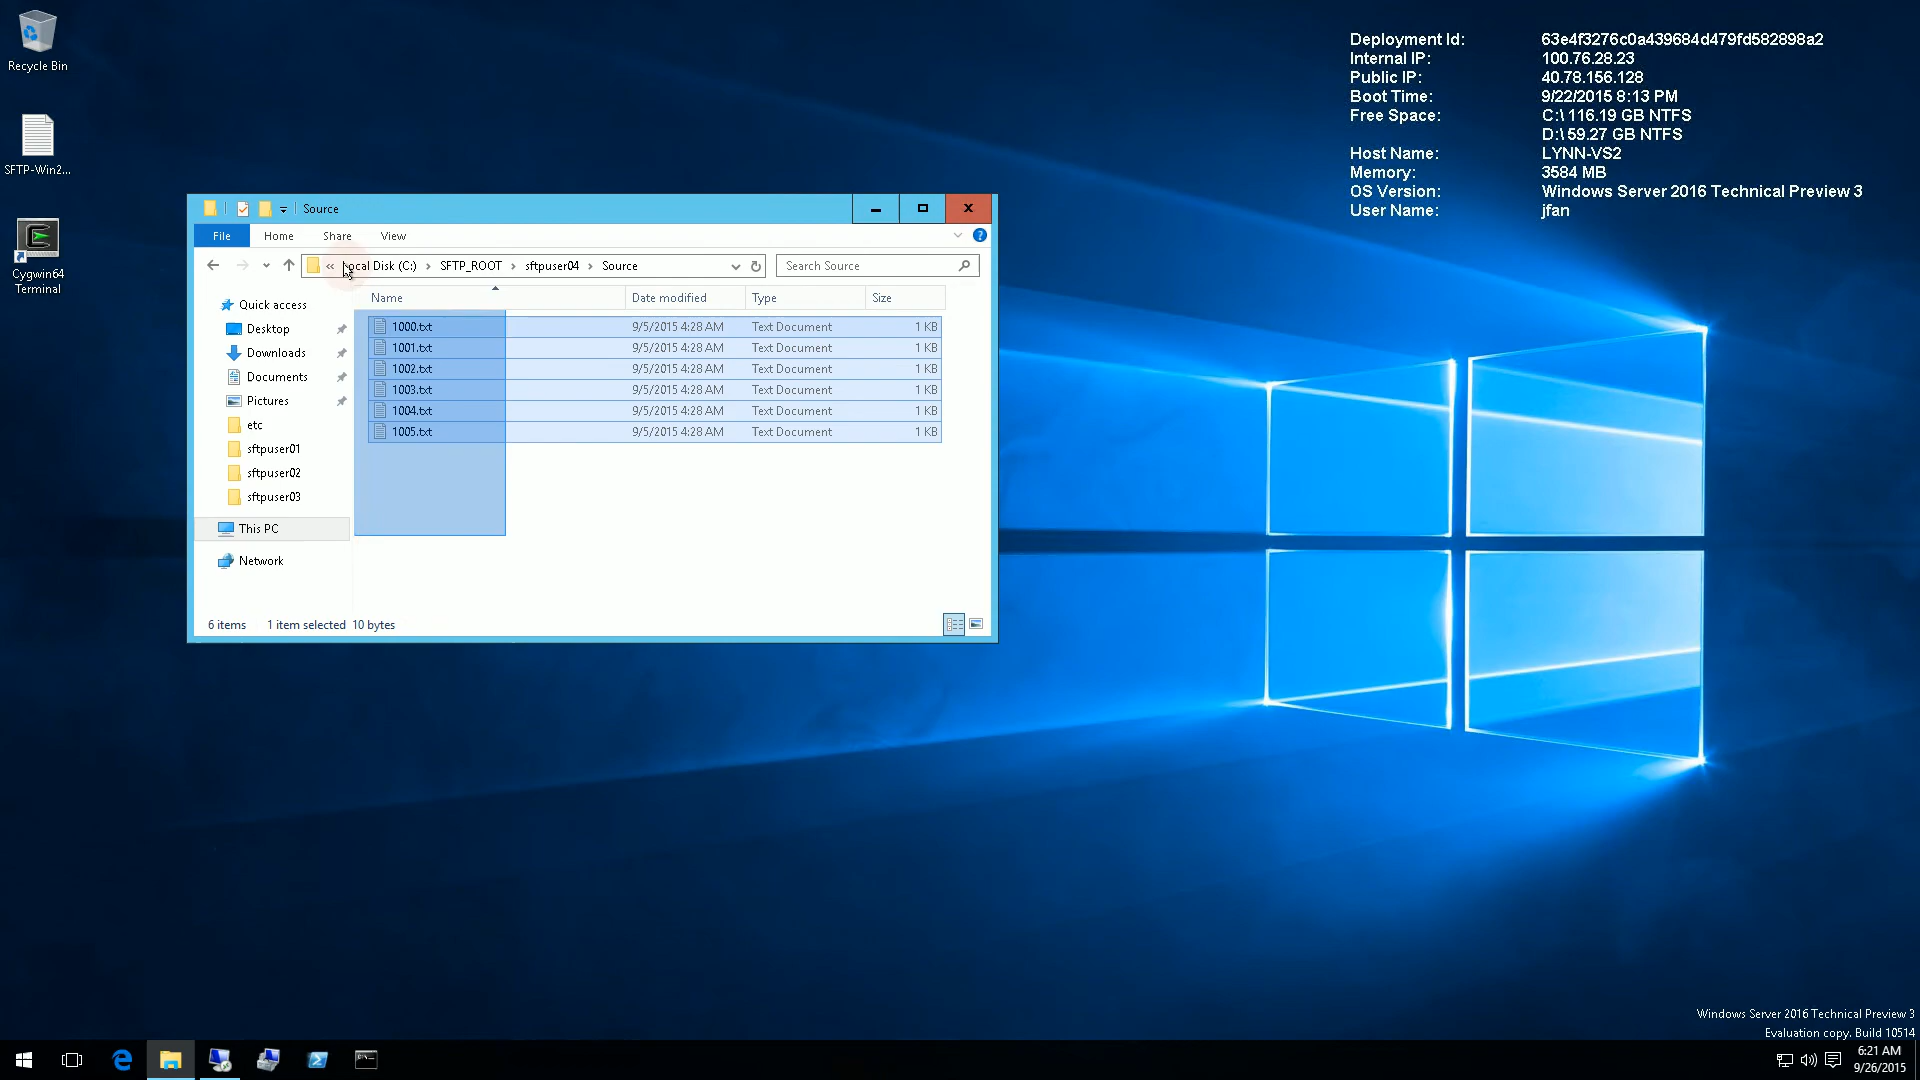 Recycle Bin
SFTP-Win2...
Cygwin64
Terminal
Deployment Id: 63e4f3276c0a439684d479fd582898a2
Internal IP: 100.76.28.23
Public IP: 40.78.156.128
Boot Time: 9/22/2015 8:13 PM
Free Space: C:\ 116.19 GB NTFS
D:\ 59.27 GB NTFS
Host Name: LYNN-VS2
Memory: 3584 MB
OS Version: Windows Server 2016 Technical Preview 3
User Name: jfan
Source
File Home Share View
« Local Disk (C:) › SFTP_ROOT › sftpuser04 › Source
Search Source
Name Date modified Type Size
1000.txt 9/5/2015 4:28 AM Text Document 1 KB
1001.txt 9/5/2015 4:28 AM Text Document 1 KB
1002.txt 9/5/2015 4:28 AM Text Document 1 KB
1003.txt 9/5/2015 4:28 AM Text Document 1 KB
1004.txt 9/5/2015 4:28 AM Text Document 1 KB
1005.txt 9/5/2015 4:28 AM Text Document 1 KB
Quick access
Desktop
Downloads
Documents
Pictures
etc
sftpuser01
sftpuser02
sftpuser03
This PC
Network
6 items 1 item selected 10 bytes
Windows Server 2016 Technical Preview 3
Evaluation copy. Build 10514
6:21 AM
9/26/2015